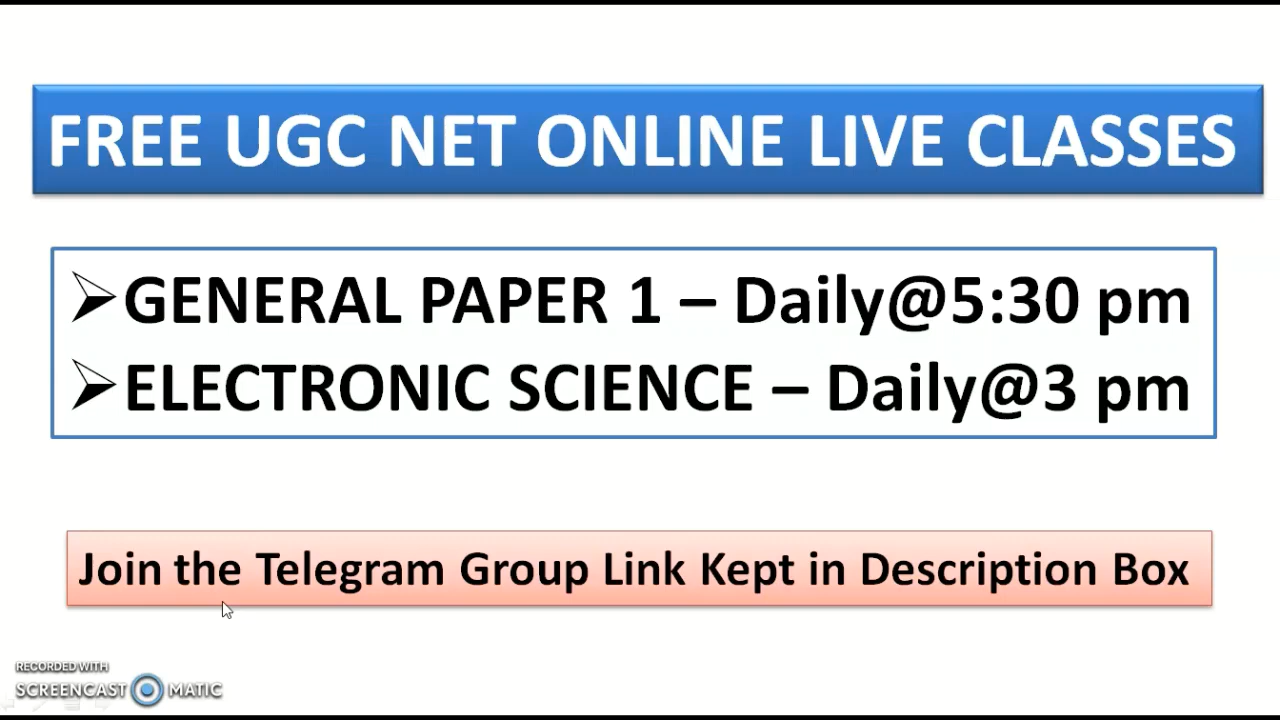 FREE UGC NET ONLINE LIVE CLASSES
➢GENERAL PAPER 1 – Daily@5:30 pm
➢ELECTRONIC SCIENCE – Daily@3 pm
Join the Telegram Group Link Kept in Description Box
RECORDED WITH
SCREENCAST MATIC